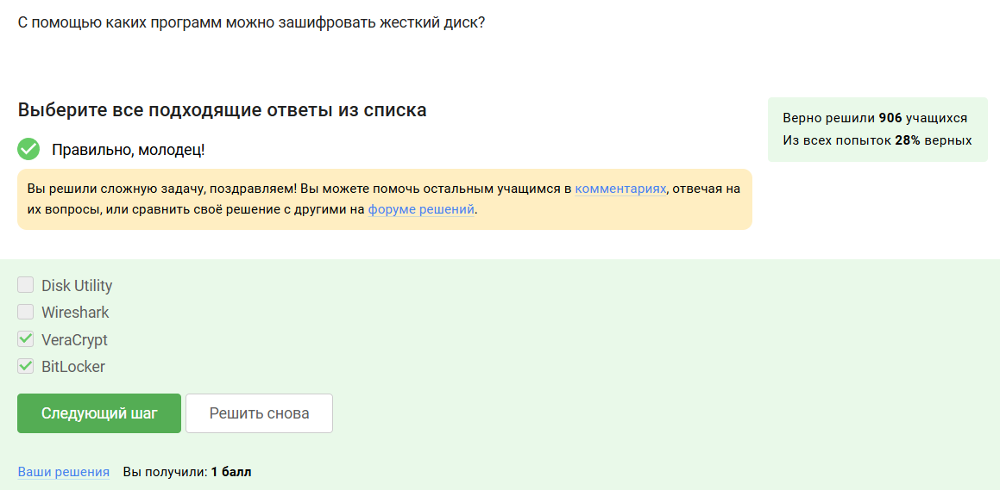 С помощью каких программ можно зашифровать жесткий диск?
Выберите все подходящие ответы из списка
Верно решили 906 учащихся
Из всех попыток 28% верных
Правильно, молодец!
Вы решили сложную задачу, поздравляем! Вы можете помочь остальным учащимся в комментариях, отвечая на
их вопросы, или сравнить своё решение с другими на форуме решений.
Disk Utility
Wireshark
VeraCrypt
BitLocker
Следующий шаг
Решить снова
Ваши решения Вы получили: 1 балл